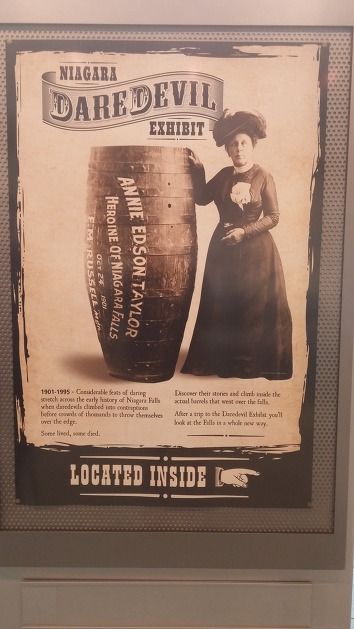 NIAGARA
DAREDEVIL
EXHIBIT
ANNIE EDSON TAYLOR
HEROINE OF NIAGARA FALLS
OCT 24 1901
F.M. RUSSELL
1901-1995 - Considerable feats of daring
stretch across the early history of Niagara Falls
when daredevils climbed into contraptions
before crowds of thousands to throw themselves
over the edge.
Some lived, some died.
Discover their stories and climb inside the
actual barrels that went over the falls.
After a trip to the Daredevil Exhibit you'll
look at the Falls in a whole new way.
LOCATED INSIDE